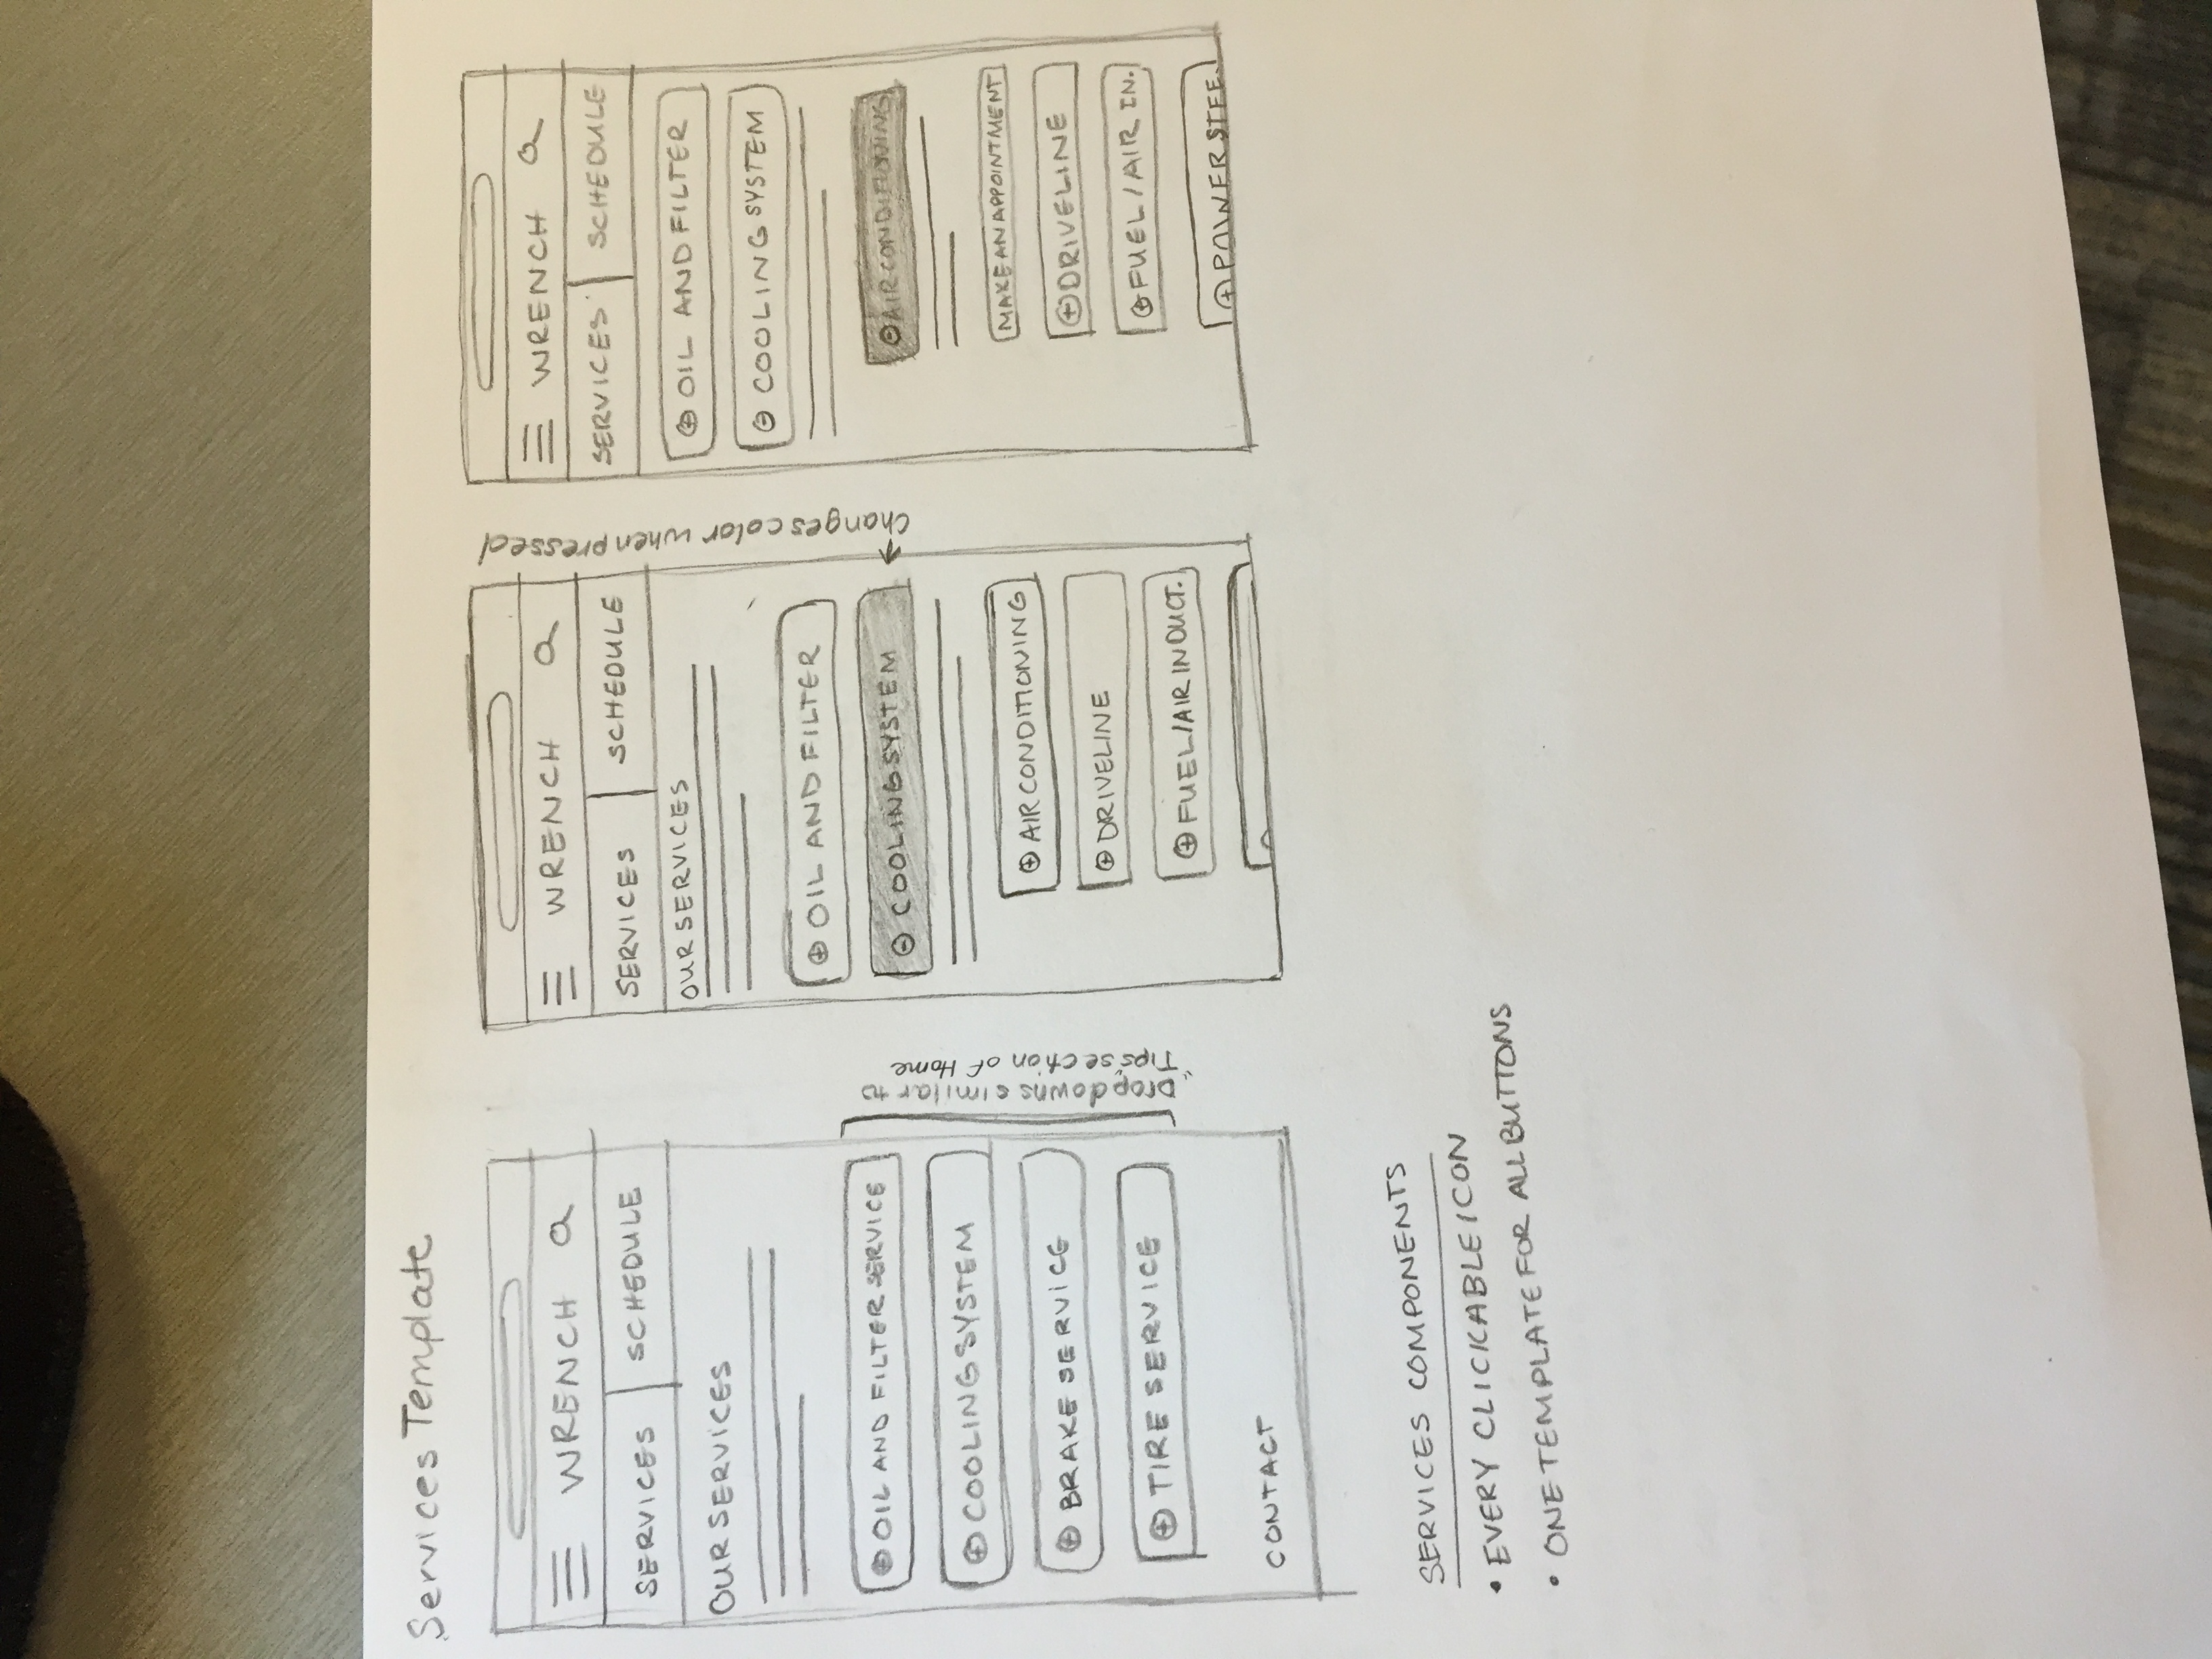 Services Template
WRENCH
SERVICES
SCHEDULE
OUR SERVICES
OIL AND FILTER SERVICE
COOLING SYSTEM
BRAKE SERVICE
TIRE SERVICE
CONTACT
Dropdowns similar to
"Tips" section of Home
WRENCH
SERVICES
SCHEDULE
OUR SERVICES
OIL AND FILTER
COOLING SYSTEM
AIR CONDITIONING
DRIVELINE
FUEL/AIR INDUCT.
Changes color when pressed
WRENCH
SERVICES
SCHEDULE
OIL AND FILTER
COOLING SYSTEM
AIR CONDITIONING
MAKE AN APPOINTMENT
DRIVELINE
FUEL/AIR IN.
POWER STEE.
SERVICES COMPONENTS
• EVERY CLICKABLE ICON
• ONE TEMPLATE FOR ALL BUTTONS